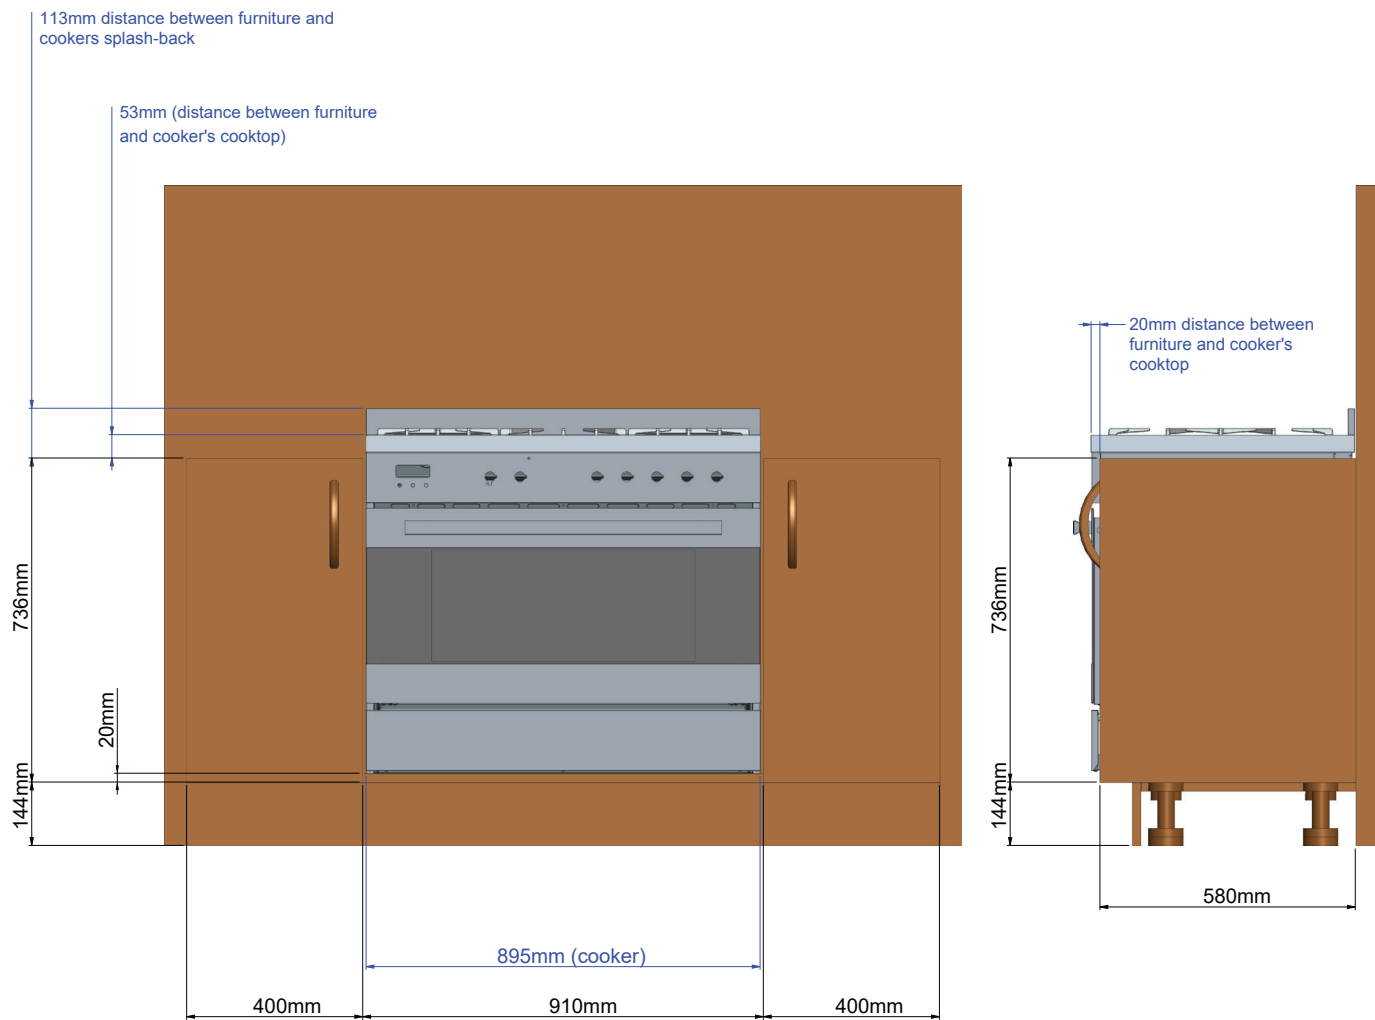 113mm distance between furniture and
cookers splash-back
53mm (distance between furniture
and cooker's cooktop)
20mm distance between
furniture and cooker's
cooktop
736mm
20mm
144mm
736mm
144mm
580mm
895mm (cooker)
400mm
910mm
400mm